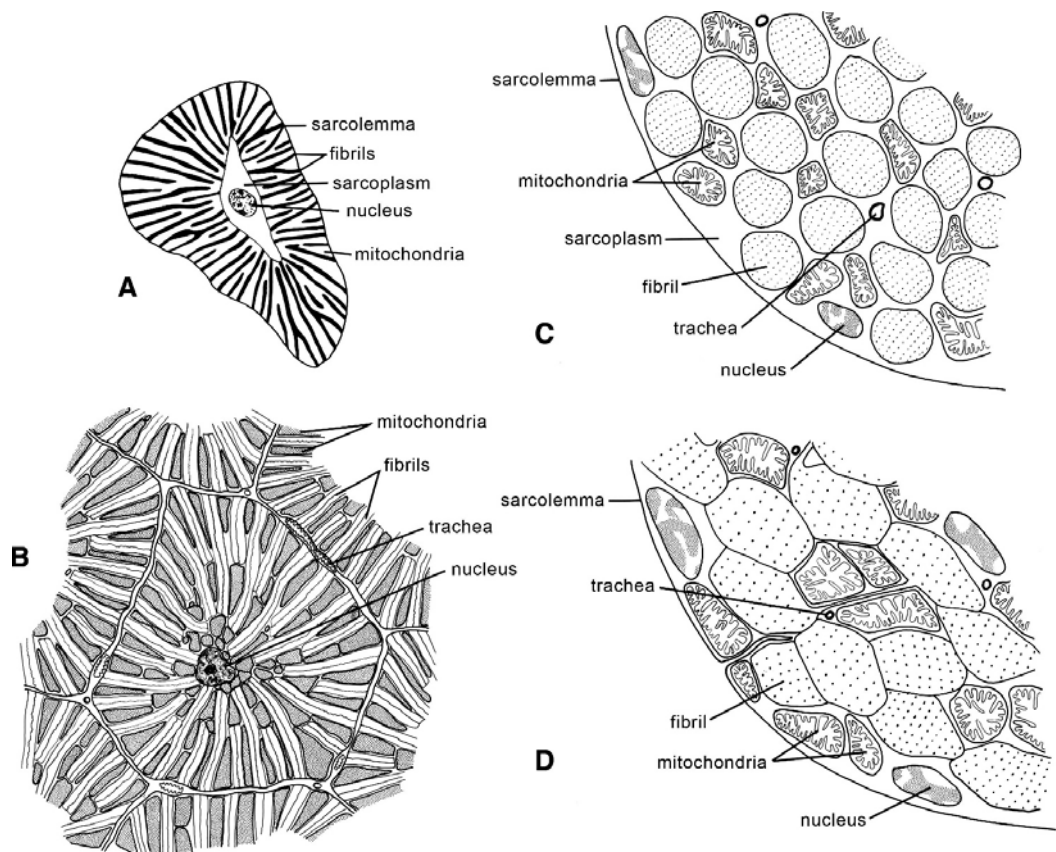 sarcolemma
fibrils
sarcoplasm
nucleus
mitochondria
A
sarcolemma
mitochondria
sarcoplasm
fibril
trachea
nucleus
C
mitochondria
fibrils
trachea
nucleus
B
sarcolemma
trachea
fibril
mitochondria
nucleus
D